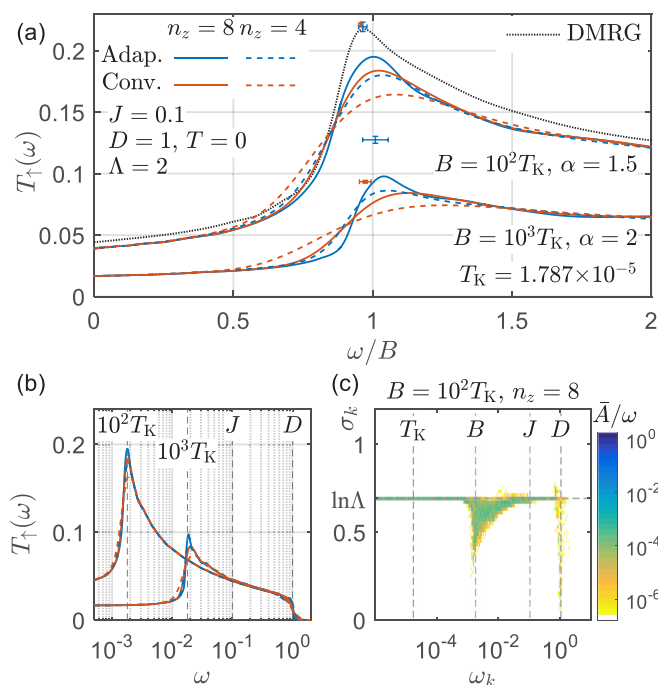 (a)
n_z = 8 n_z = 4
Adap.
Conv.
DMRG
J = 0.1
D = 1, T = 0
Λ = 2
B = 10^2 T_K, α = 1.5
B = 10^3 T_K, α = 2
T_K = 1.787×10^-5
T_↑(ω)
0.2
0.15
0.1
0.05
0
0 0.5 1 1.5 2
ω/B
(b)
10^2 T_K
10^3 T_K
J
D
T_↑(ω)
0.2
0.1
0
10^-3 10^-2 10^-1 10^0
ω
(c)
B = 10^2 T_K, n_z = 8
σ_k
T_K B J D
1
lnΛ
0.5
0
10^-4 10^-2 10^0
ω_k
Ā/ω
10^0
10^-2
10^-4
10^-6